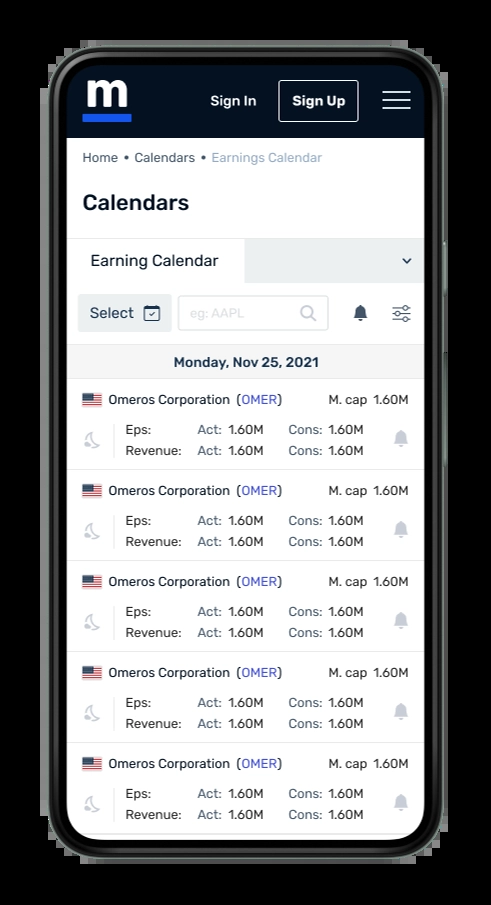 m
Sign In Sign Up
Home • Calendars • Earnings Calendar
Calendars
Earning Calendar
Select eg: AAPL
Monday, Nov 25, 2021
Omeros Corporation (OMER) M. cap 1.60M
Eps: Act: 1.60M Cons: 1.60M
Revenue: Act: 1.60M Cons: 1.60M
Omeros Corporation (OMER) M. cap 1.60M
Eps: Act: 1.60M Cons: 1.60M
Revenue: Act: 1.60M Cons: 1.60M
Omeros Corporation (OMER) M. cap 1.60M
Eps: Act: 1.60M Cons: 1.60M
Revenue: Act: 1.60M Cons: 1.60M
Omeros Corporation (OMER) M. cap 1.60M
Eps: Act: 1.60M Cons: 1.60M
Revenue: Act: 1.60M Cons: 1.60M
Omeros Corporation (OMER) M. cap 1.60M
Eps: Act: 1.60M Cons: 1.60M
Revenue: Act: 1.60M Cons: 1.60M